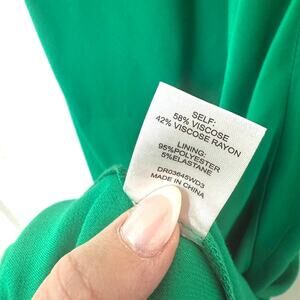 SELF:
58% VISCOSE
42% VISCOSE RAYON
LINING:
95%POLYESTER
5%ELASTANE
DR03645WD3
MADE IN CHINA